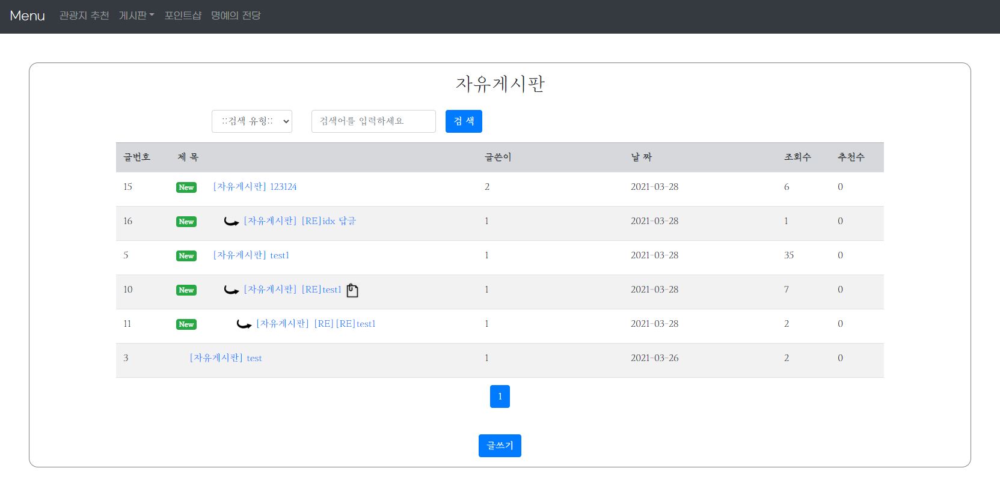 Menu 관광지 추천 게시판 포인트샵 명예의 전당
자유게시판
::검색 유형:: 검색어를 입력하세요 검 색
글번호 제 목 글쓴이 날 짜 조회수 추천수
15 New [자유게시판] 123124 2 2021-03-28 6 0
16 New [자유게시판] [RE]idx 답글 1 2021-03-28 1 0
5 New [자유게시판] test1 1 2021-03-28 35 0
10 New [자유게시판] [RE]test1 1 2021-03-28 7 0
11 New [자유게시판] [RE][RE]test1 1 2021-03-28 2 0
3 [자유게시판] test 1 2021-03-26 2 0
1
글쓰기